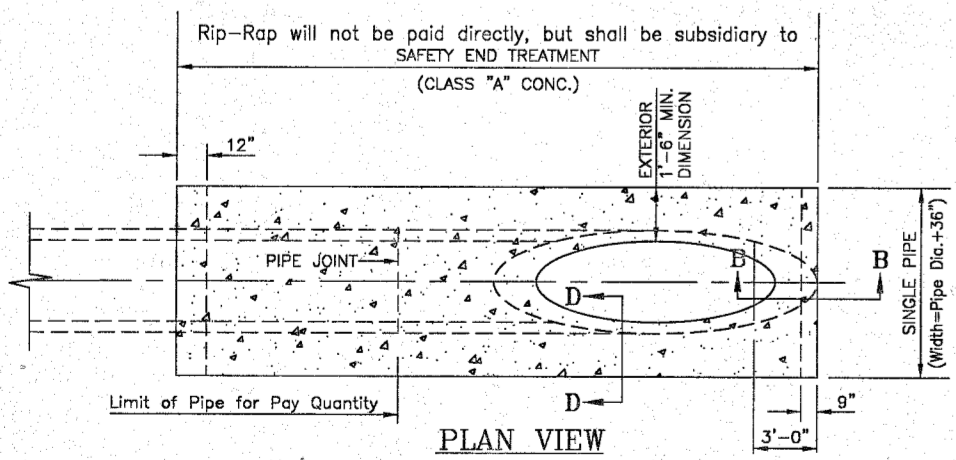 Rip-Rap will not be paid directly, but shall be subsidiary to
SAFETY END TREATMENT
(CLASS "A" CONC.)
12"
EXTERIOR
1'-6" MIN.
DIMENSION
PIPE JOINT
B
B
D
D
SINGLE PIPE
(Width=Pipe Dia.+36")
Limit of Pipe for Pay Quantity
9"
3'-0"
PLAN VIEW